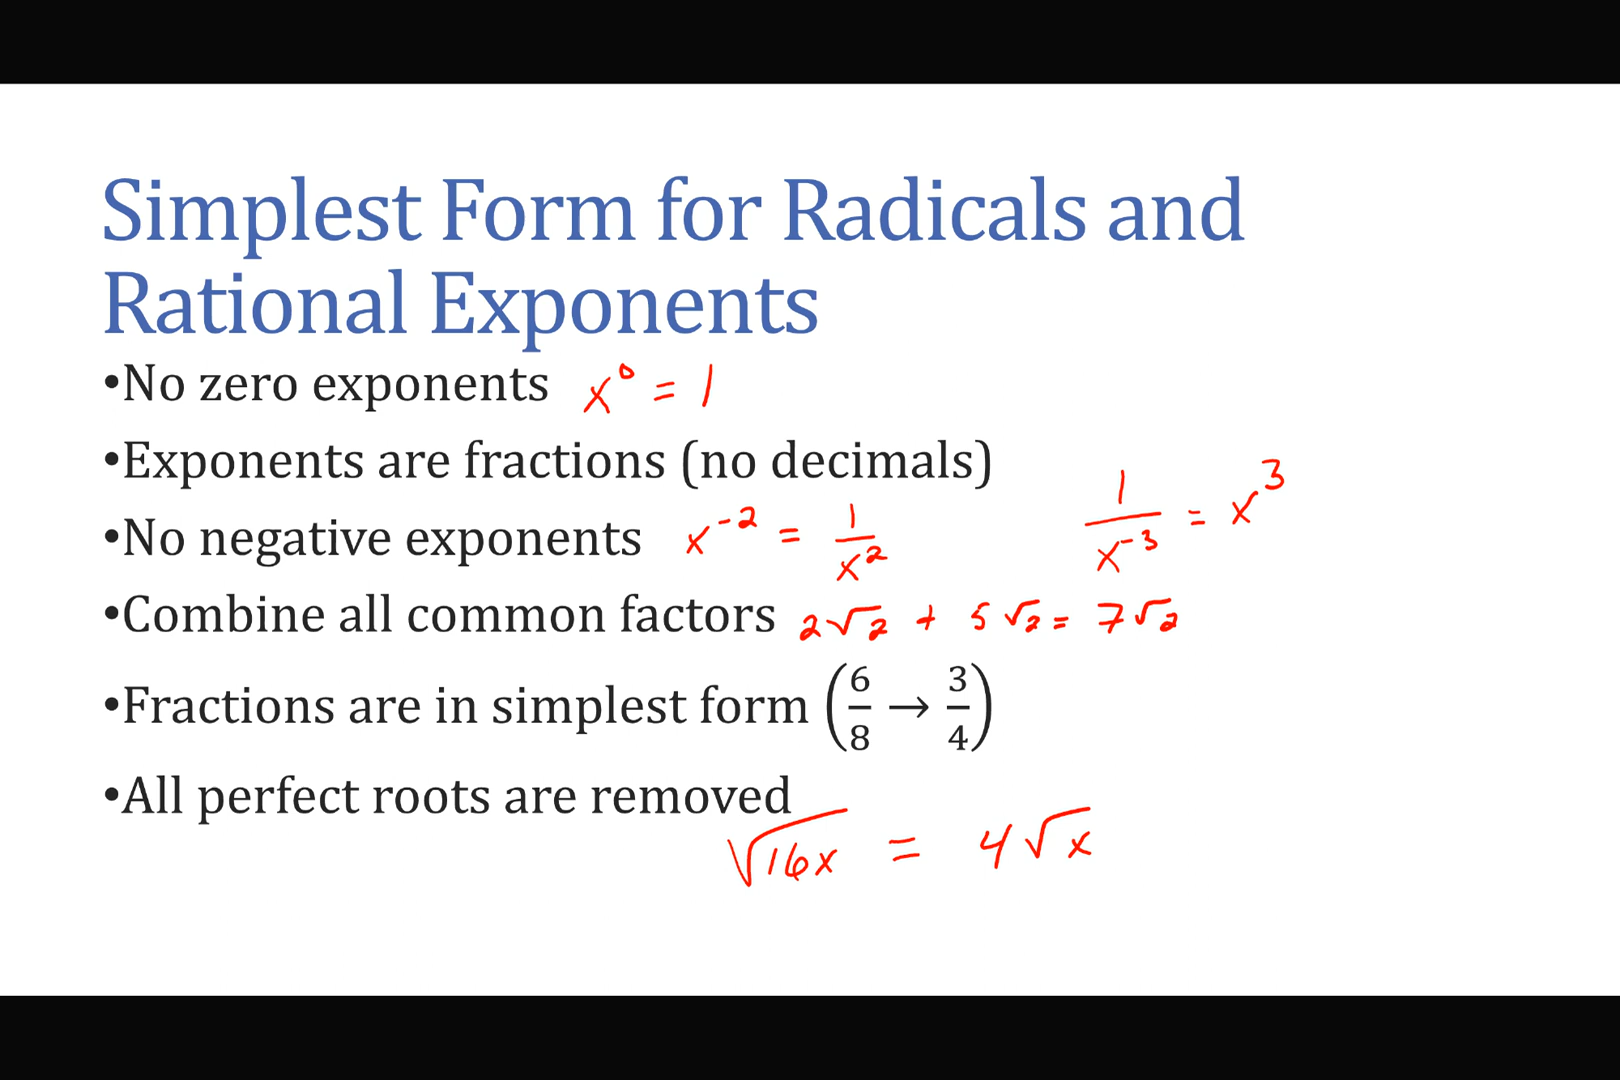 Simplest Form for Radicals and
Rational Exponents
•No zero exponents x⁰ = 1
•Exponents are fractions (no decimals)
•No negative exponents x⁻² = 1/x² 1/x⁻³ = x³
•Combine all common factors 2√2 + 5√2 = 7√2
•Fractions are in simplest form (6/8 → 3/4)
•All perfect roots are removed
√16x = 4√x